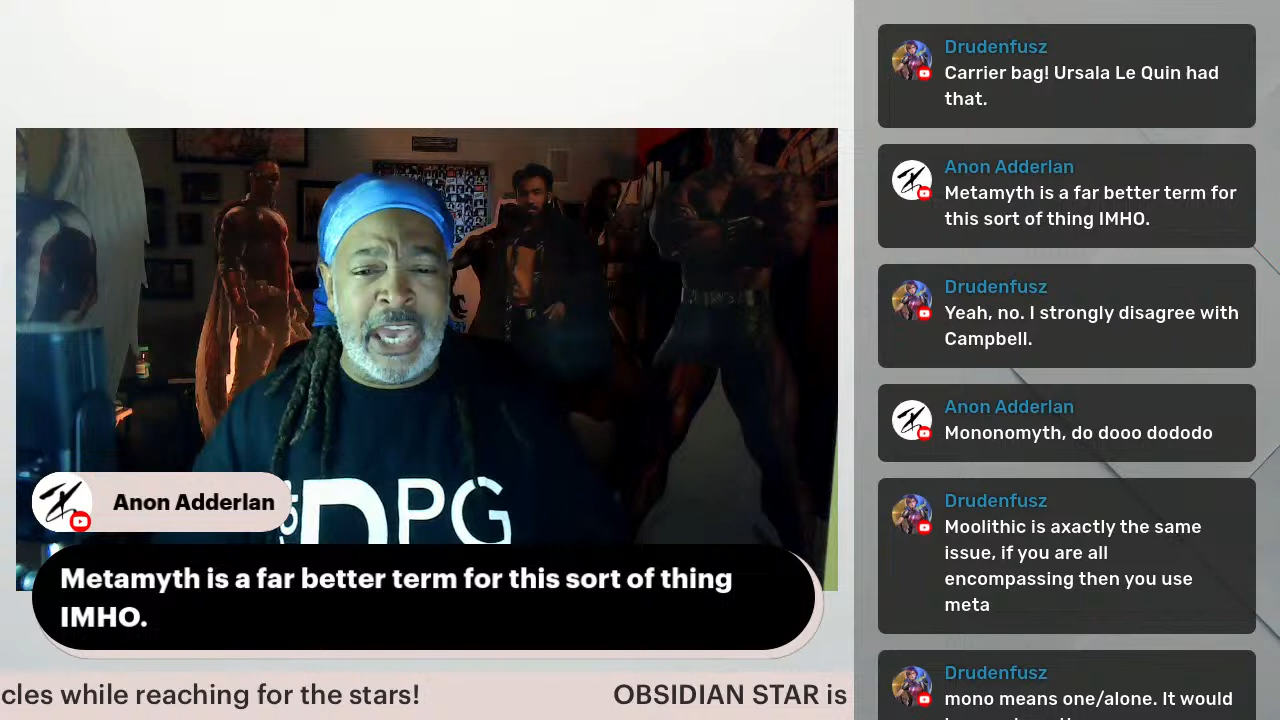 Drudenfusz
Carrier bag! Ursala Le Quin had
that.
Anon Adderlan
Metamyth is a far better term for
this sort of thing IMHO.
Drudenfusz
Yeah, no. I strongly disagree with
Campbell.
Anon Adderlan
Mononomyth, do dooo dododo
Drudenfusz
Moolithic is axactly the same
issue, if you are all
encompassing then you use
meta
Drudenfusz
mono means one/alone. It would
DPG
Anon Adderlan
Metamyth is a far better term for this sort of thing
IMHO.
cles while reaching for the stars! OBSIDIAN STAR is